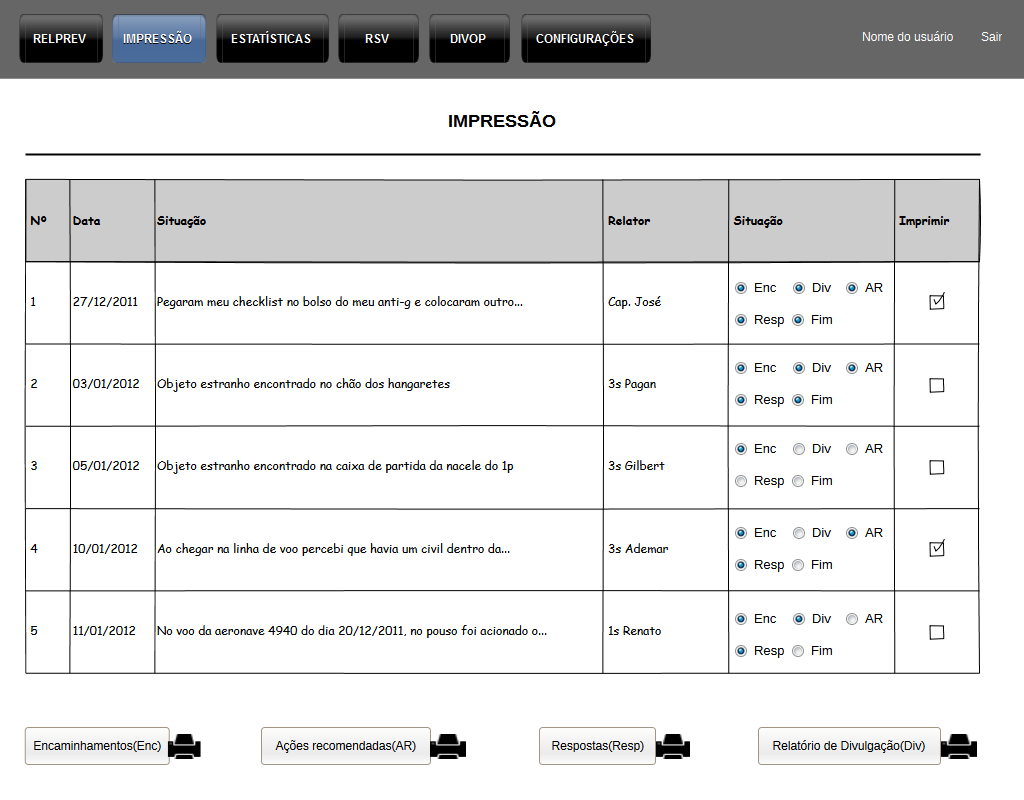 RELPREV IMPRESSÃO ESTATÍSTICAS RSV DIVOP CONFIGURAÇÕES Nome do usuário Sair
IMPRESSÃO
Nº Data Situação Relator Situação Imprimir
1 27/12/2011 Pegaram meu checklist no bolso do meu anti-g e colocaram outro... Cap. José Enc Div AR
Resp Fim
2 03/01/2012 Objeto estranho encontrado no chão dos hangaretes 3s Pagan Enc Div AR
Resp Fim
3 05/01/2012 Objeto estranho encontrado na caixa de partida da nacele do 1p 3s Gilbert Enc Div AR
Resp Fim
4 10/01/2012 Ao chegar na linha de voo percebi que havia um civil dentro da... 3s Ademar Enc Div AR
Resp Fim
5 11/01/2012 No voo da aeronave 4940 do dia 20/12/2011, no pouso foi acionado o... 1s Renato Enc Div AR
Resp Fim
Encaminhamentos(Enc) Ações recomendadas(AR) Respostas(Resp) Relatório de Divulgação(Div)